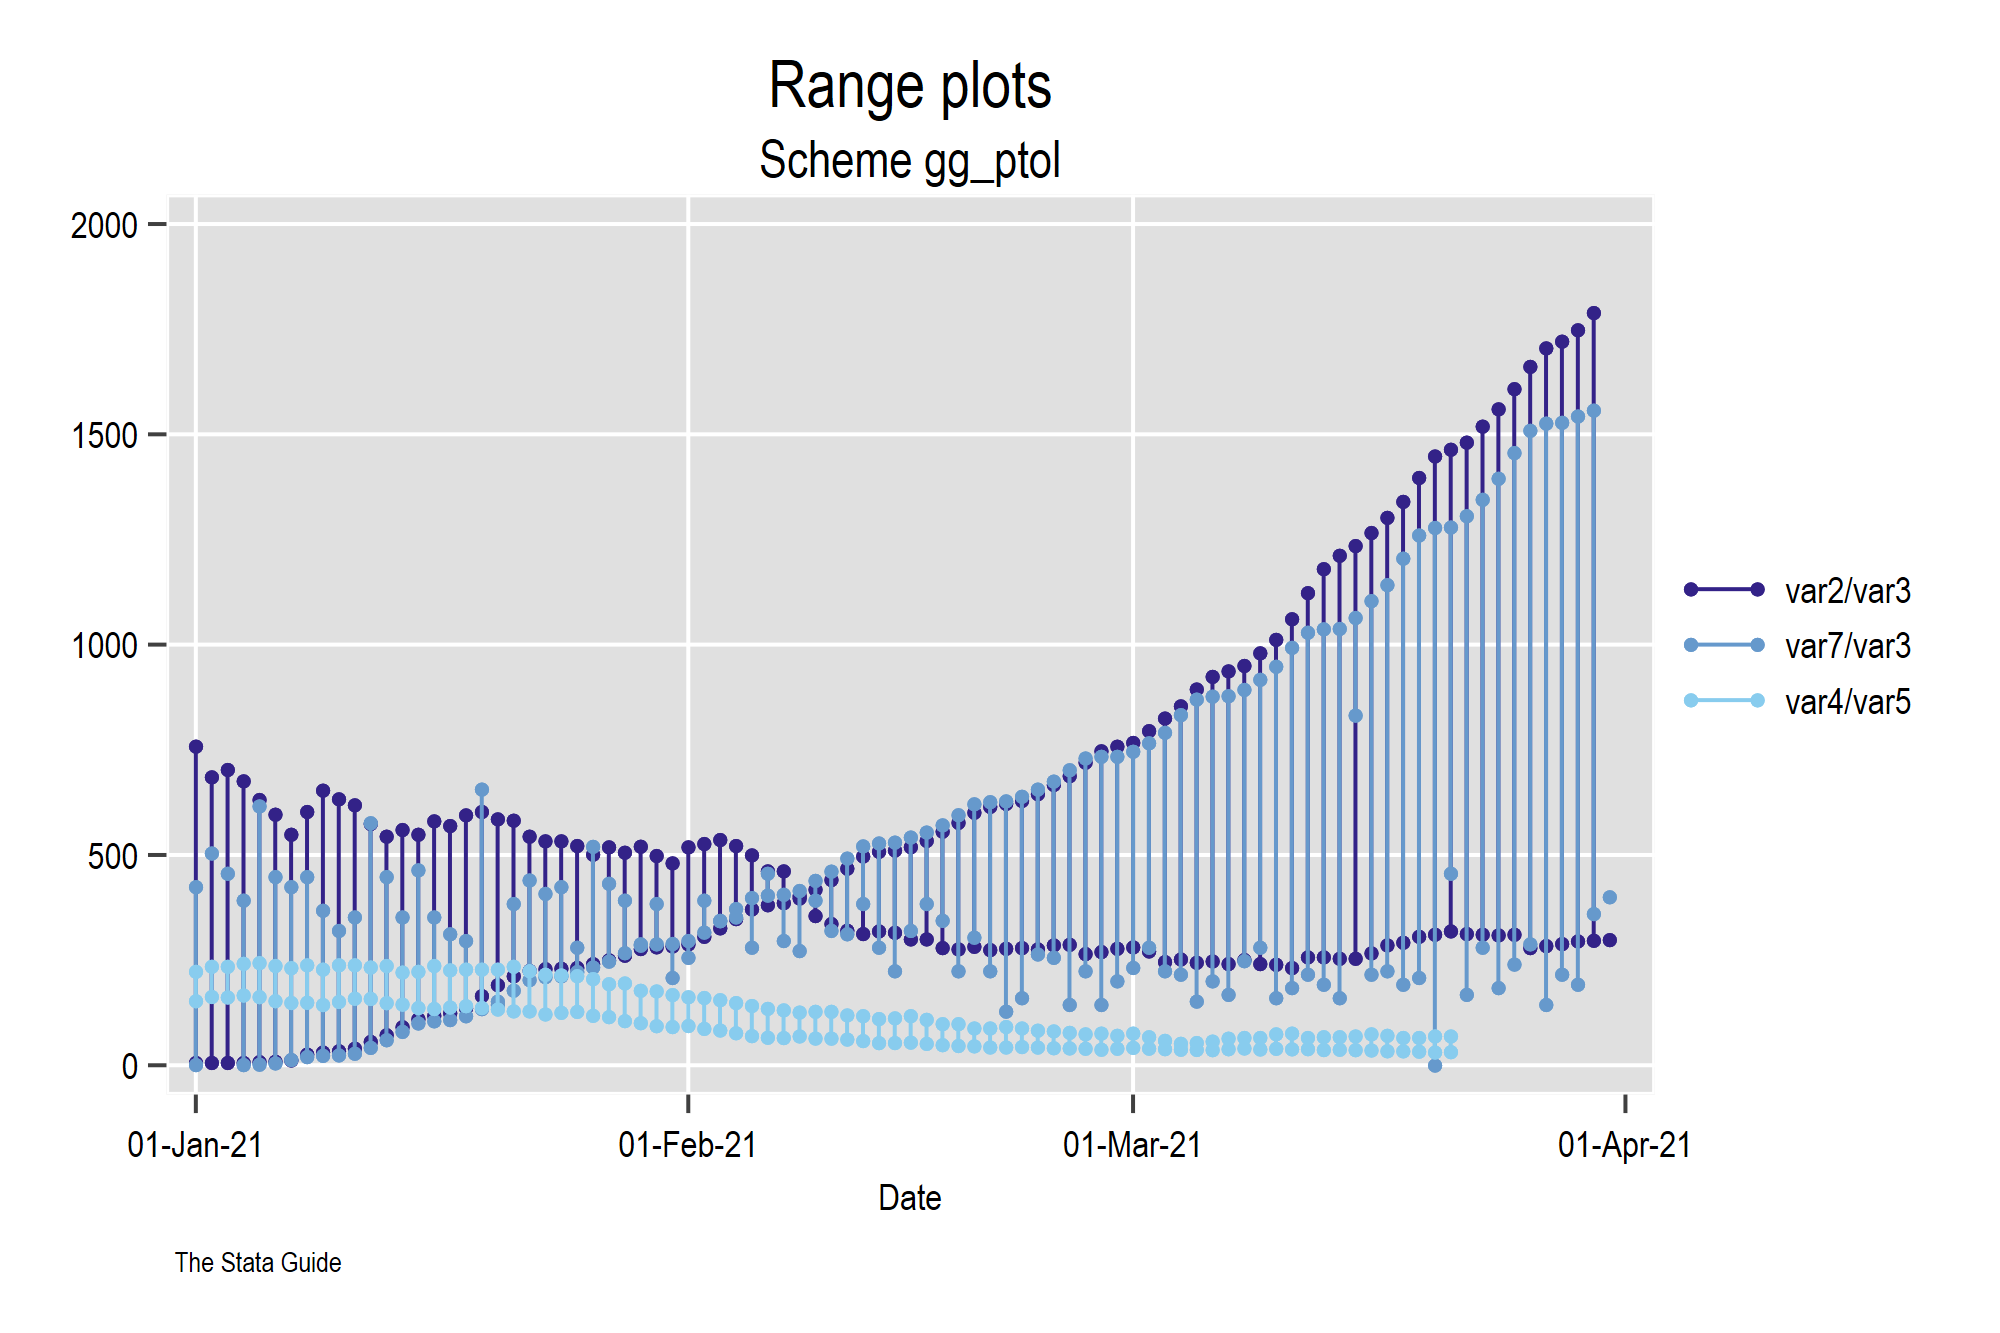 Range plots
Scheme gg_ptol
2000
1500
1000
500
0
var2/var3
var7/var3
var4/var5
01-Jan-21 01-Feb-21 01-Mar-21 01-Apr-21
Date
The Stata Guide